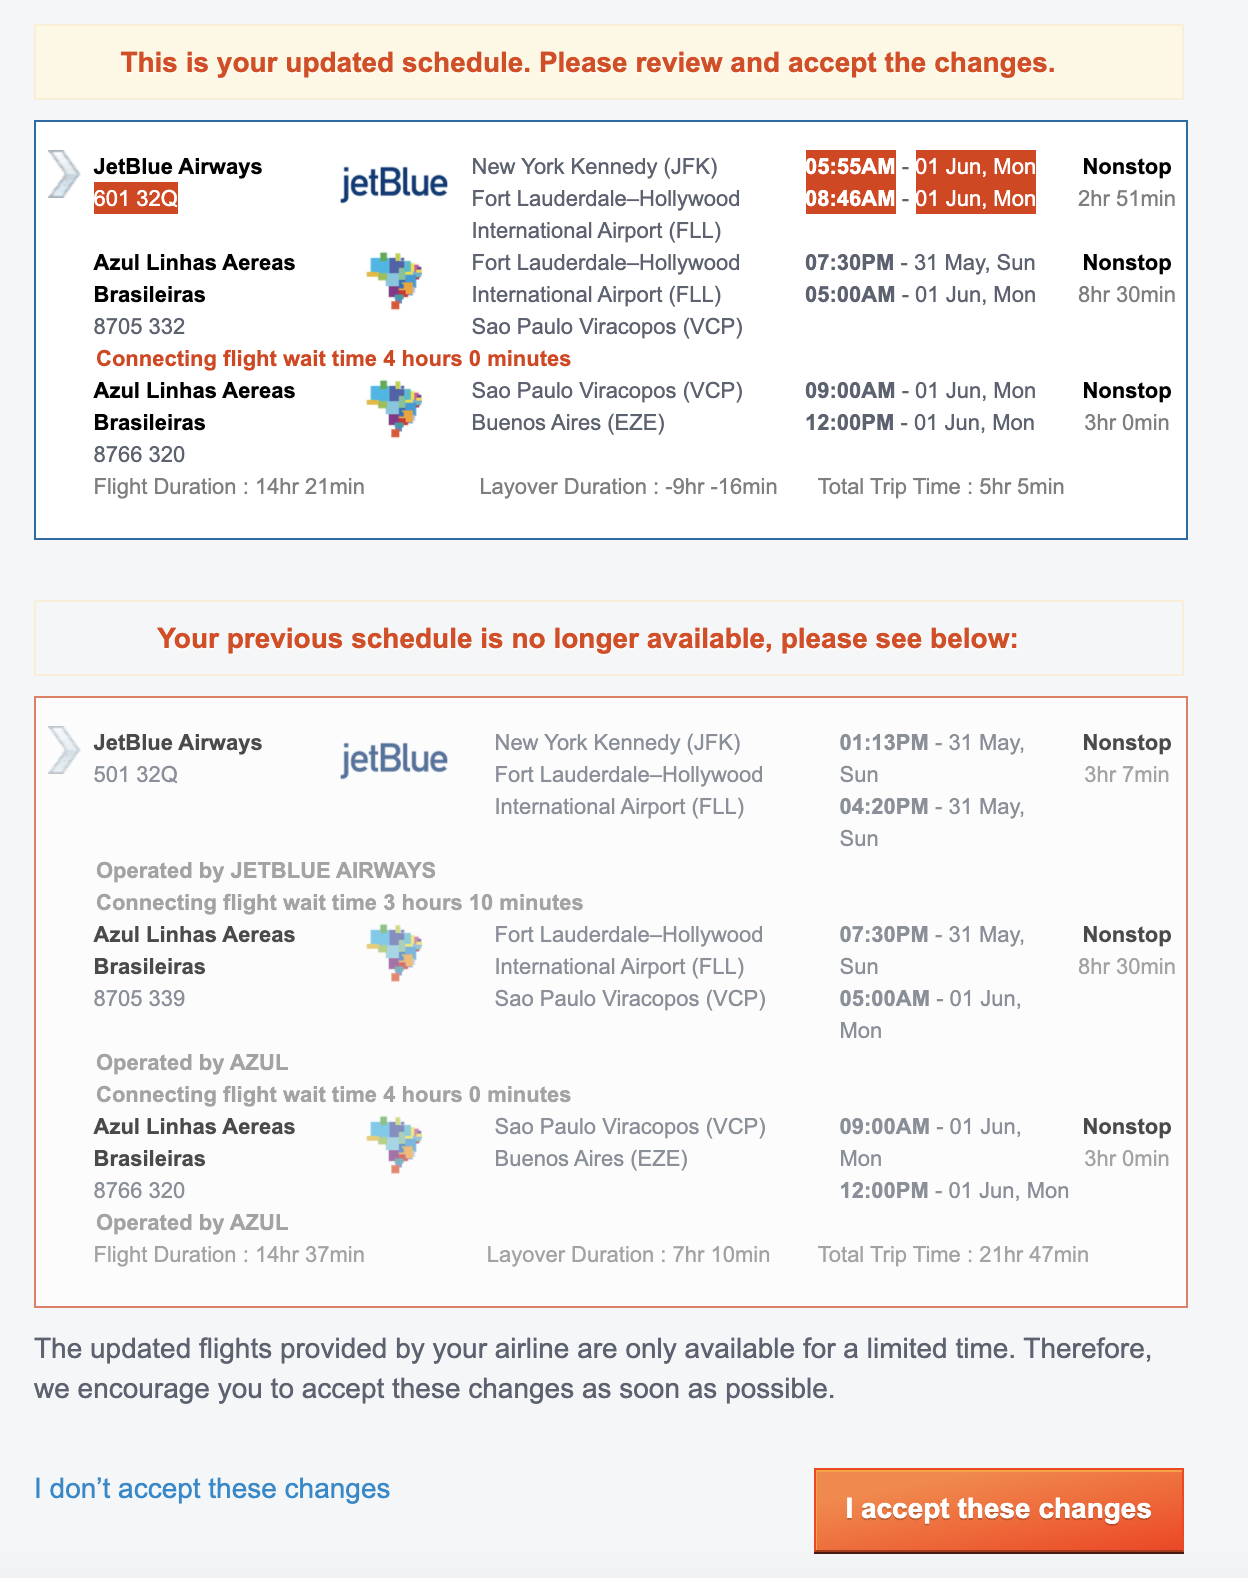 This is your updated schedule. Please review and accept the changes.
JetBlue Airways
601 32Q
jetBlue
New York Kennedy (JFK)
Fort Lauderdale–Hollywood
International Airport (FLL)
05:55AM - 01 Jun, Mon
08:46AM - 01 Jun, Mon
Nonstop
2hr 51min
Azul Linhas Aereas
Brasileiras
8705 332
Fort Lauderdale–Hollywood
International Airport (FLL)
Sao Paulo Viracopos (VCP)
07:30PM - 31 May, Sun
05:00AM - 01 Jun, Mon
Nonstop
8hr 30min
Connecting flight wait time 4 hours 0 minutes
Azul Linhas Aereas
Brasileiras
8766 320
Sao Paulo Viracopos (VCP)
Buenos Aires (EZE)
09:00AM - 01 Jun, Mon
12:00PM - 01 Jun, Mon
Nonstop
3hr 0min
Flight Duration : 14hr 21min
Layover Duration : -9hr -16min
Total Trip Time : 5hr 5min
Your previous schedule is no longer available, please see below:
JetBlue Airways
501 32Q
jetBlue
New York Kennedy (JFK)
Fort Lauderdale–Hollywood
International Airport (FLL)
01:13PM - 31 May,
Sun
04:20PM - 31 May,
Sun
Nonstop
3hr 7min
Operated by JETBLUE AIRWAYS
Connecting flight wait time 3 hours 10 minutes
Azul Linhas Aereas
Brasileiras
8705 339
Fort Lauderdale–Hollywood
International Airport (FLL)
Sao Paulo Viracopos (VCP)
07:30PM - 31 May,
Sun
05:00AM - 01 Jun,
Mon
Nonstop
8hr 30min
Operated by AZUL
Connecting flight wait time 4 hours 0 minutes
Azul Linhas Aereas
Brasileiras
8766 320
Sao Paulo Viracopos (VCP)
Buenos Aires (EZE)
09:00AM - 01 Jun,
Mon
12:00PM - 01 Jun, Mon
Nonstop
3hr 0min
Operated by AZUL
Flight Duration : 14hr 37min
Layover Duration : 7hr 10min
Total Trip Time : 21hr 47min
The updated flights provided by your airline are only available for a limited time. Therefore,
we encourage you to accept these changes as soon as possible.
I don’t accept these changes
I accept these changes